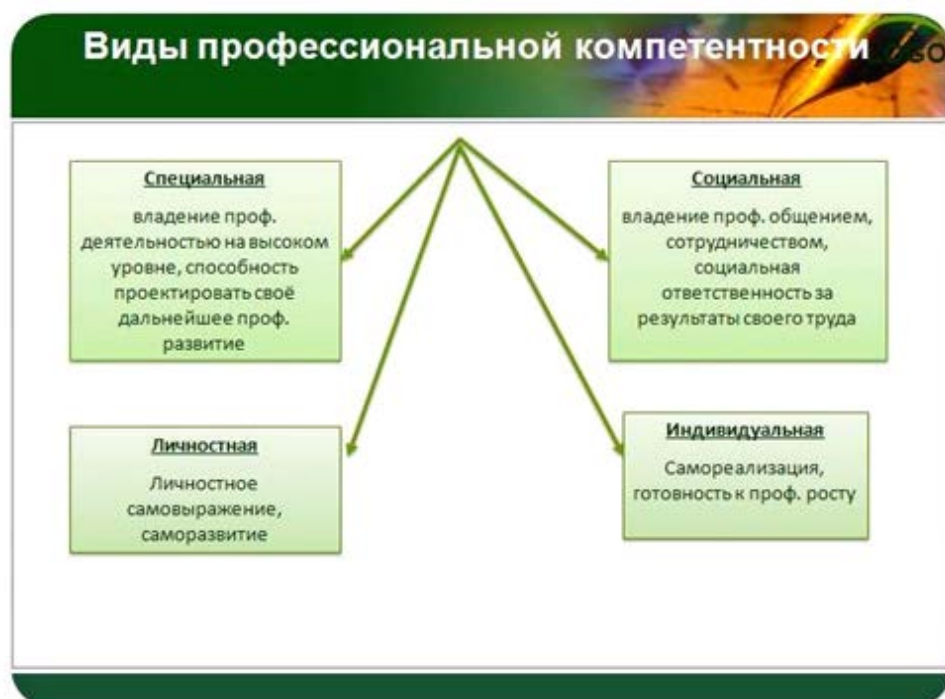 Виды профессиональной компетентности
Специальная
владение проф.
деятельностью на высоком
уровне, способность
проектировать своё
дальнейшее проф.
развитие
Социальная
владение проф. общением,
сотрудничеством,
социальная
ответственность за
результаты своего труда
Личностная
Личностное
самовыражение,
саморазвитие
Индивидуальная
Самореализация,
готовность к проф. росту